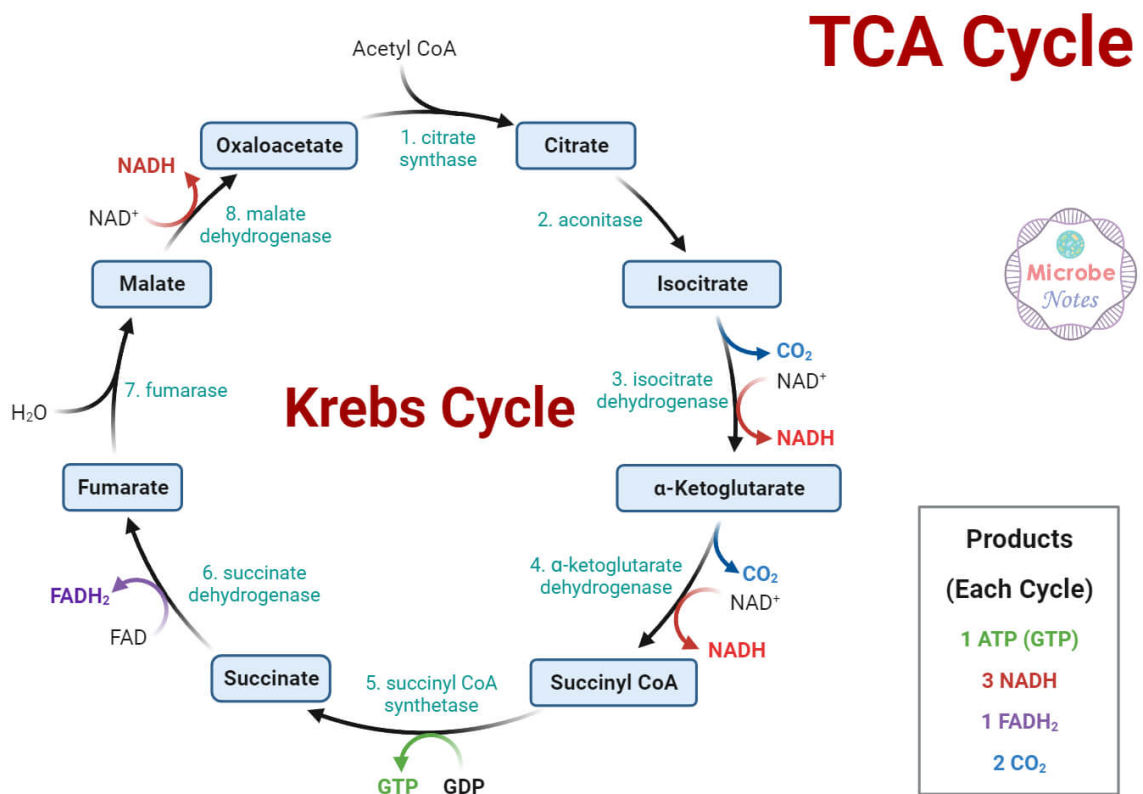 TCA Cycle
Acetyl CoA
Oxaloacetate
1. citrate
synthase
Citrate
NADH
NAD⁺
8. malate
dehydrogenase
2. aconitase
Malate
Isocitrate
Microbe
Notes
CO₂
3. isocitrate
dehydrogenase
NAD⁺
NADH
7. fumarase
H₂O
Krebs Cycle
Fumarate
α-Ketoglutarate
4. α-ketoglutarate
dehydrogenase
CO₂
NAD⁺
NADH
6. succinate
dehydrogenase
FADH₂
FAD
Succinate
5. succinyl CoA
synthetase
Succinyl CoA
GTP
GDP
Products
(Each Cycle)
1 ATP (GTP)
3 NADH
1 FADH₂
2 CO₂